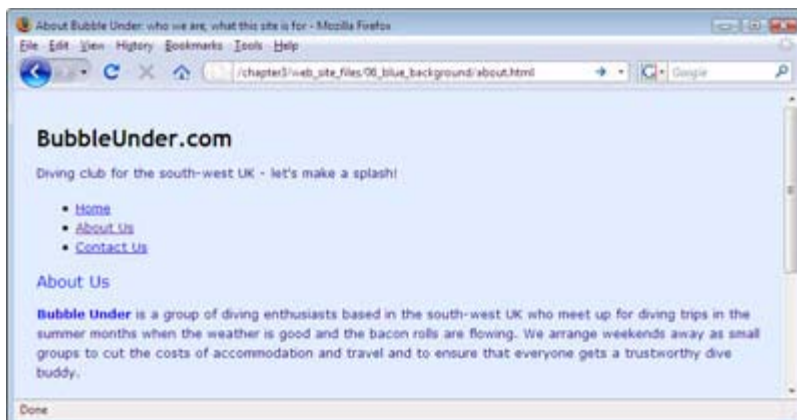 About Bubble Under: who we are, what this site is for - Mozilla Firefox
File Edit View History Bookmarks Tools Help
/chapter3/web_site_files/06_blue_background/about.html
Google
BubbleUnder.com
Diving club for the south-west UK - let's make a splash!
Home
About Us
Contact Us
About Us
Bubble Under is a group of diving enthusiasts based in the south-west UK who meet up for diving trips in the
summer months when the weather is good and the bacon rolls are flowing. We arrange weekends away as small
groups to cut the costs of accommodation and travel and to ensure that everyone gets a trustworthy dive
buddy.
Done